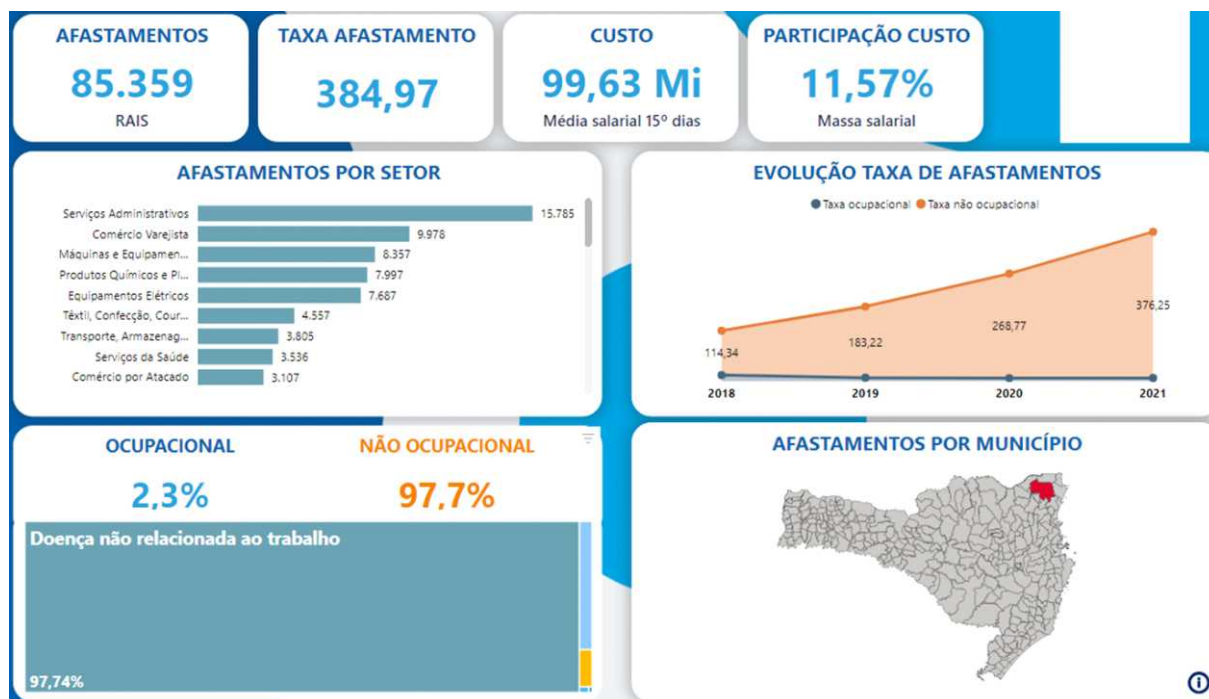 AFASTAMENTOS
85.359
RAIS
TAXA AFASTAMENTO
384,97
CUSTO
99,63 Mi
Média salarial 15º dias
PARTICIPAÇÃO CUSTO
11,57%
Massa salarial
AFASTAMENTOS POR SETOR
Serviços Administrativos 15.785
Comércio Varejista 9.978
Máquinas e Equipamen... 8.357
Produtos Químicos e Pl... 7.997
Equipamentos Elétricos 7.687
Têxtil, Confecção, Cour... 4.557
Transporte, Armazenag... 3.805
Serviços da Saúde 3.536
Comércio por Atacado 3.107
EVOLUÇÃO TAXA DE AFASTAMENTOS
Taxa ocupacional Taxa não ocupacional
114,34 183,22 268,77 376,25
2018 2019 2020 2021
OCUPACIONAL
2,3%
NÃO OCUPACIONAL
97,7%
Doença não relacionada ao trabalho
97,74%
AFASTAMENTOS POR MUNICÍPIO